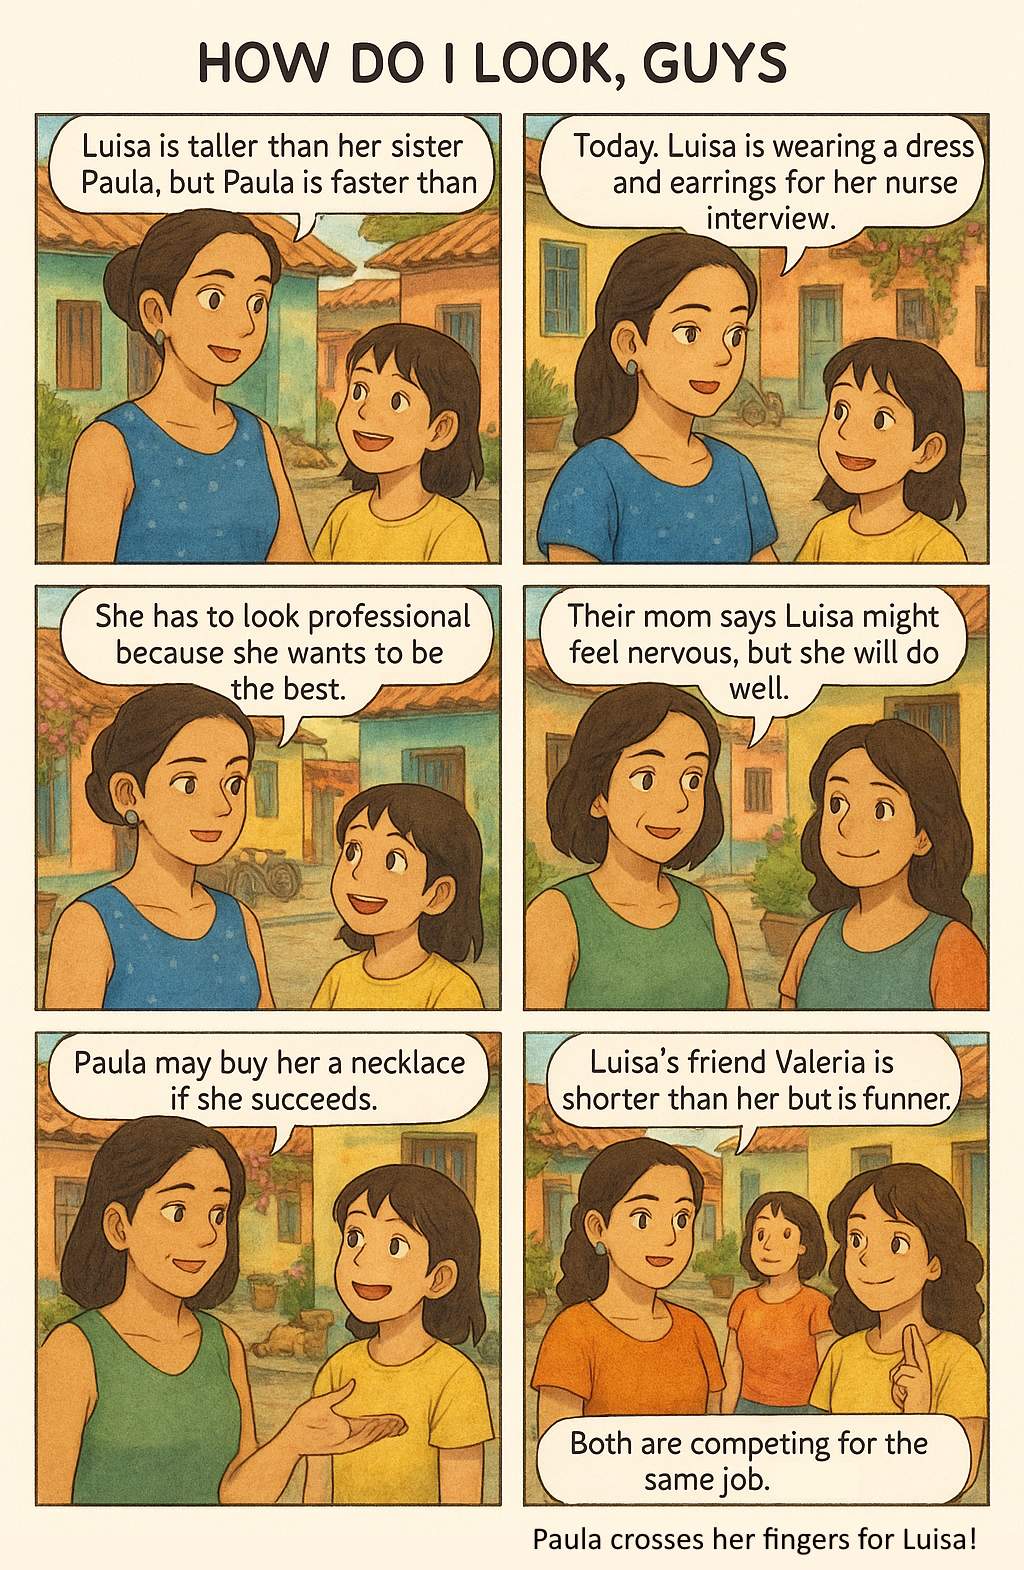 HOW DO I LOOK, GUYS
Luisa is taller than her sister
Paula, but Paula is faster than
Today. Luisa is wearing a dress
and earrings for her nurse
interview.
She has to look professional
because she wants to be
the best.
Their mom says Luisa might
feel nervous, but she will do
well.
Paula may buy her a necklace
if she succeeds.
Luisa's friend Valeria is
shorter than her but is funner.
Both are competing for the
same job.
Paula crosses her fingers for Luisa!